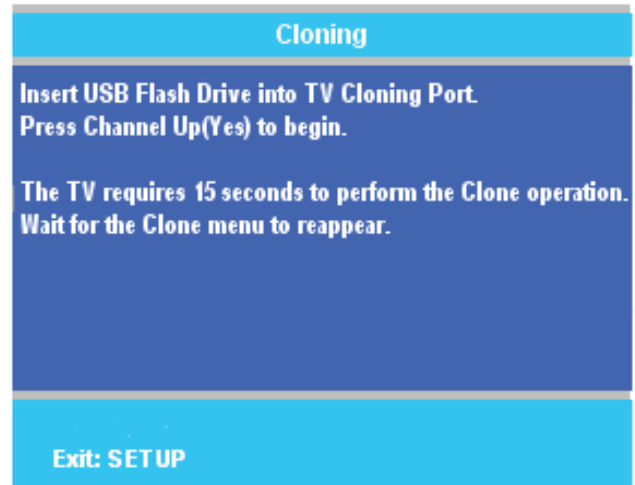 Cloning
Insert USB Flash Drive into TV Cloning Port.
Press Channel Up(Yes) to begin.
The TV requires 15 seconds to perform the Clone operation.
Wait for the Clone menu to reappear.
Exit: SETUP